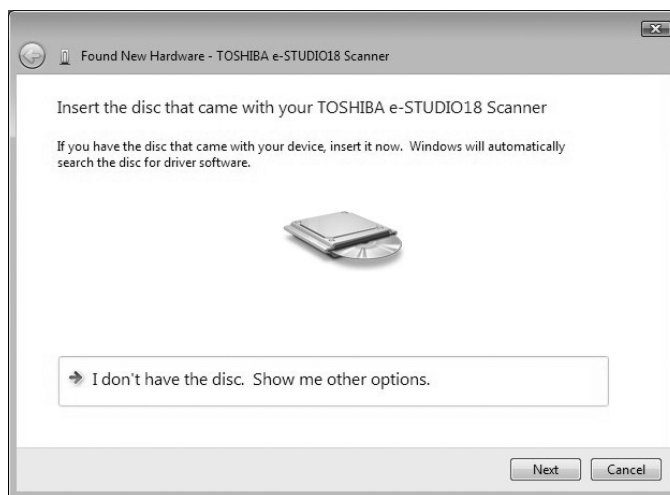 Found New Hardware - TOSHIBA e-STUDIO18 Scanner
Insert the disc that came with your TOSHIBA e-STUDIO18 Scanner
If you have the disc that came with your device, insert it now. Windows will automatically
search the disc for driver software.
I don't have the disc. Show me other options.
Next Cancel